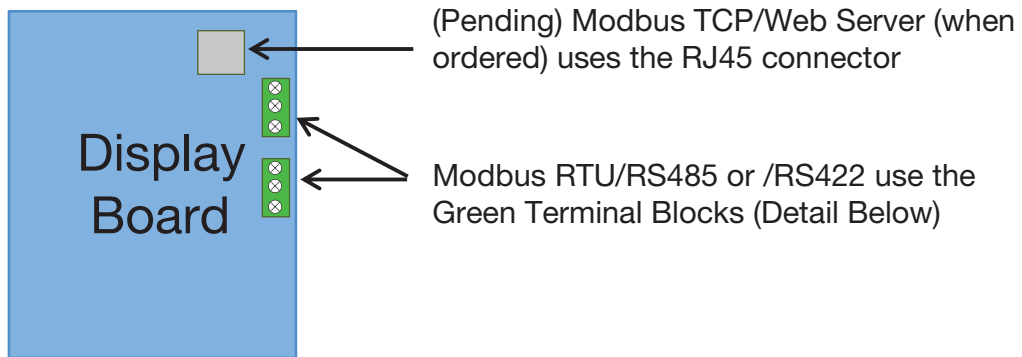 (Pending) Modbus TCP/Web Server (when
ordered) uses the RJ45 connector
Display
Board
Modbus RTU/RS485 or /RS422 use the
Green Terminal Blocks (Detail Below)